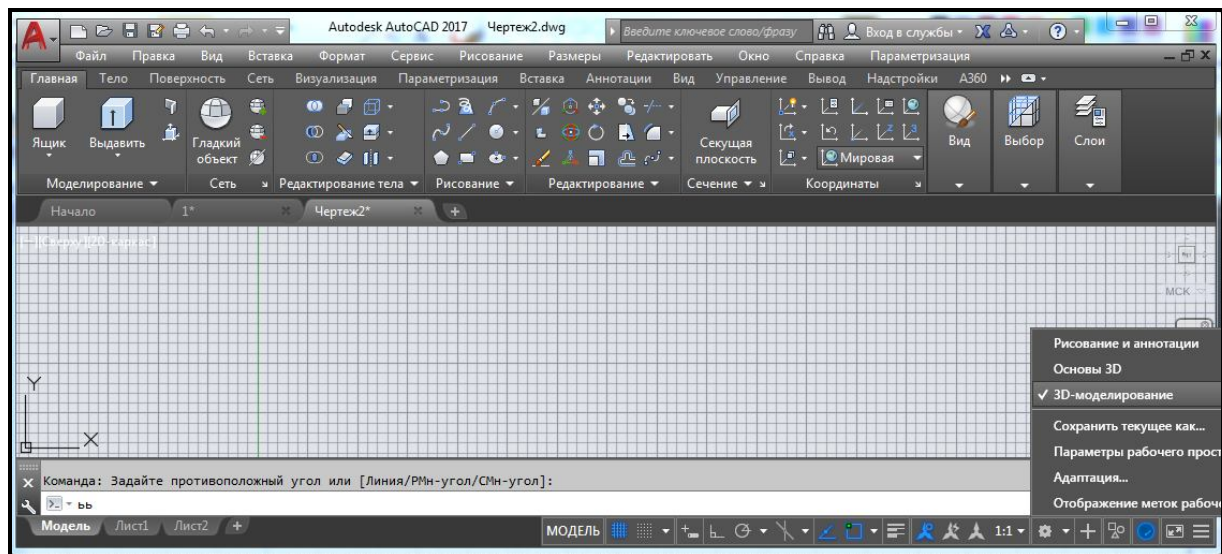 Autodesk AutoCAD 2017 Чертеж2.dwg Введите ключевое слово/фразу Вход в службы
Файл Правка Вид Вставка Формат Сервис Рисование Размеры Редактировать Окно Справка Параметризация
Главная Тело Поверхность Сеть Визуализация Параметризация Вставка Аннотации Вид Управление Вывод Надстройки A360
Ящик Выдавить Гладкий объект Секущая плоскость Мировая Вид Выбор Слои
Моделирование Сеть Редактирование тела Рисование Редактирование Сечение Координаты
Начало 1* Чертеж2* +
[–][Сверху][2D-каркас]
МСК
Рисование и аннотации
Основы 3D
Y
✓ 3D-моделирование
Сохранить текущее как...
X
Параметры рабочего прост
Адаптация...
Отображение меток рабоч
Команда: Задайте противоположный угол или [Линия/РМн-угол/СМн-угол]:
ьь
Модель Лист1 Лист2 + МОДЕЛЬ 1:1